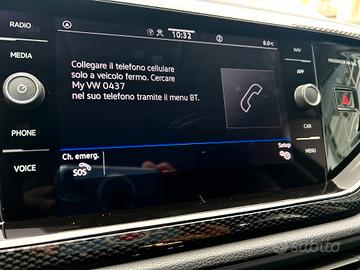 RADIO
MEDIA
PHONE
VOICE
10:32
8.0°C
Collegare il telefono cellulare
solo a veicolo fermo. Cercare
My VW 0437
nel suo telefono tramite il menu BT.
Ch. emerg.
SOS
Setup
NAV
APP
CAR
MENU
PASSENGER
subito